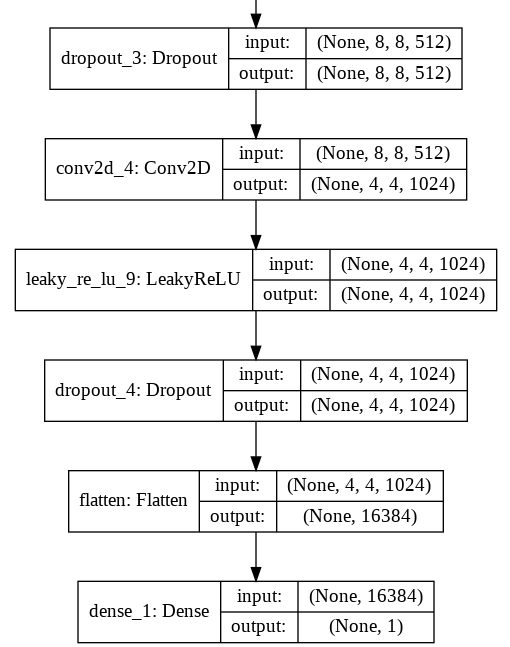 dropout_3: Dropout
input: (None, 8, 8, 512)
output: (None, 8, 8, 512)
conv2d_4: Conv2D
input: (None, 8, 8, 512)
output: (None, 4, 4, 1024)
leaky_re_lu_9: LeakyReLU
input: (None, 4, 4, 1024)
output: (None, 4, 4, 1024)
dropout_4: Dropout
input: (None, 4, 4, 1024)
output: (None, 4, 4, 1024)
flatten: Flatten
input: (None, 4, 4, 1024)
output: (None, 16384)
dense_1: Dense
input: (None, 16384)
output: (None, 1)